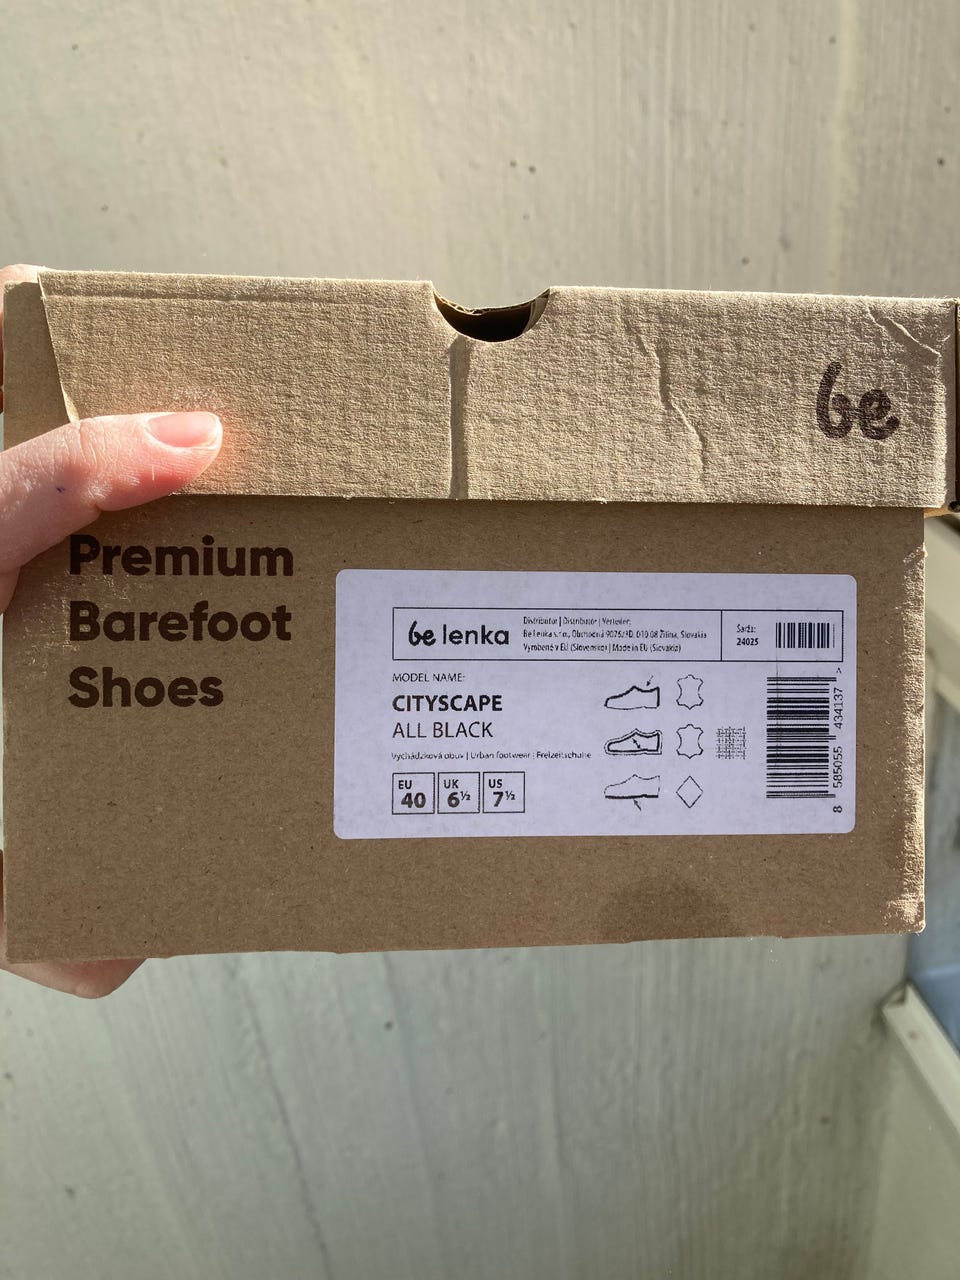 be
Premium
Barefoot
Shoes
be lenka
Distribútor | Distributor | Verteiler:
Be Lenka s.r.o., Obchodná 9075/3D, 010 08 Žilina, Slovakia
Vyrobené v EÚ (Slovensko) | Made in EU (Slovakia)
Šarža:
24025
MODEL NAME:
CITYSCAPE
ALL BLACK
Vychádzková obuv | Urban footwear | Freizeitschuhe
EU 40
UK 6½
US 7½
8 585055 434137 >